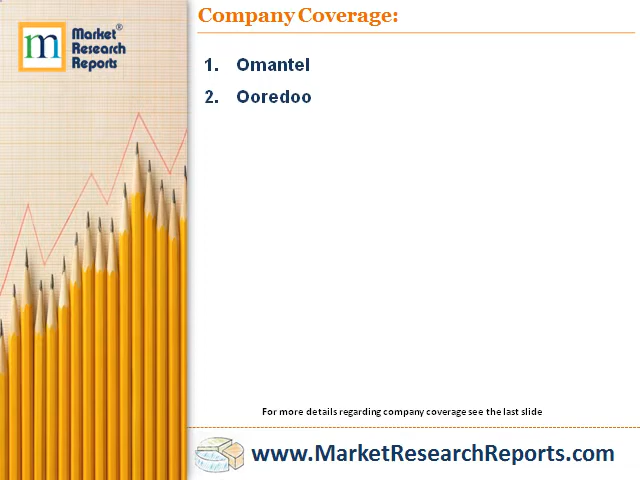 Company Coverage:
m
Market®
Research
Reports
1. Omantel
2. Ooredoo
For more details regarding company coverage see the last slide
www.MarketResearchReports.com